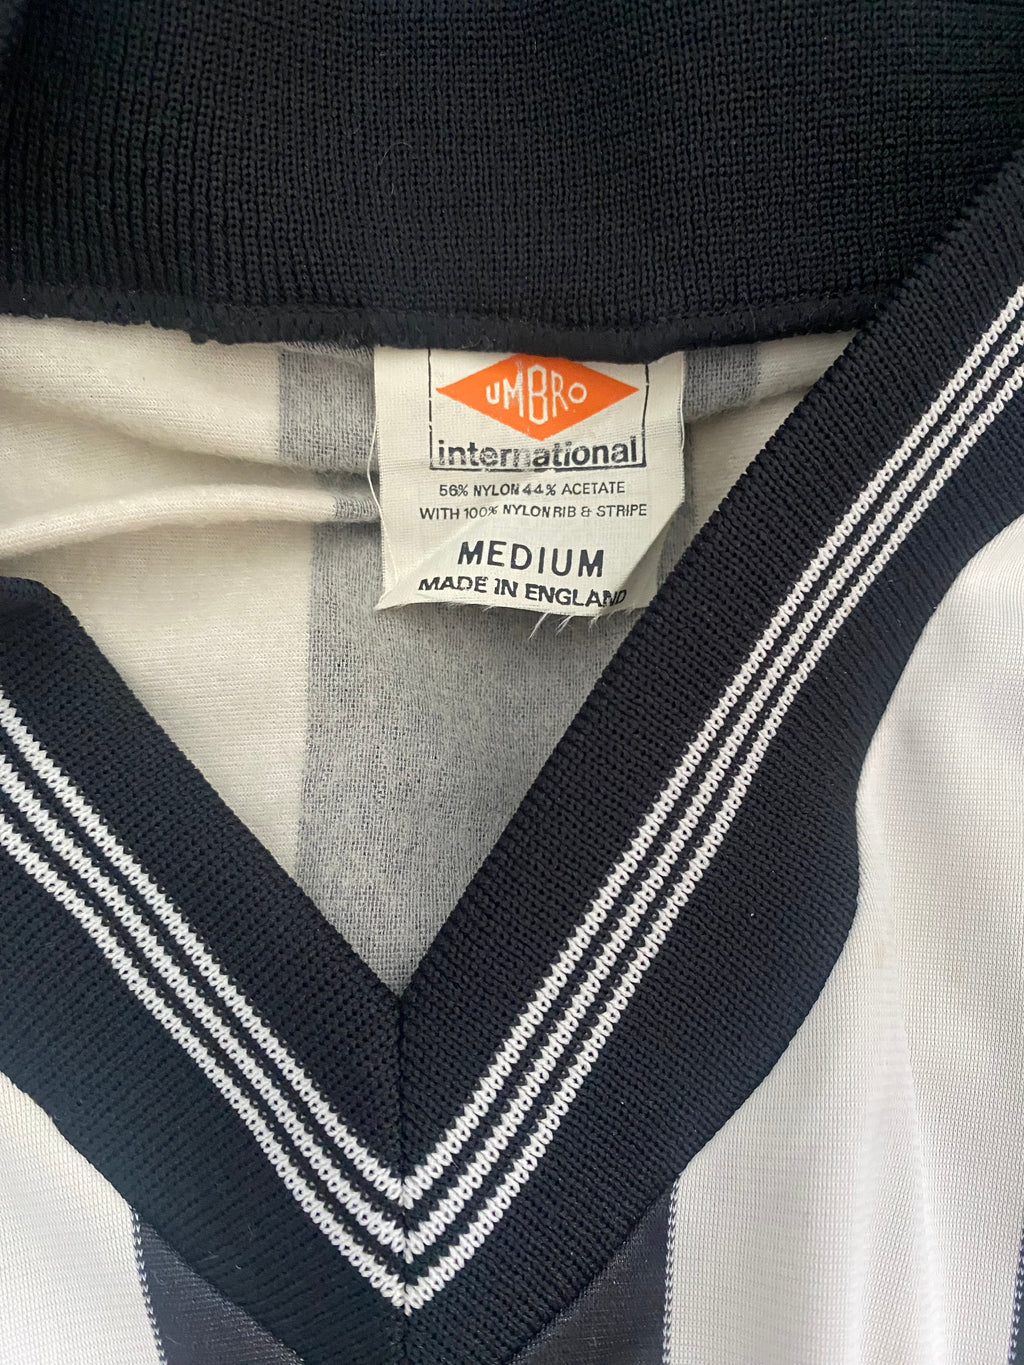 UMBRO
international
56% NYLON 44% ACETATE
WITH 100% NYLON RIB & STRIPE
MEDIUM
MADE IN ENGLAND